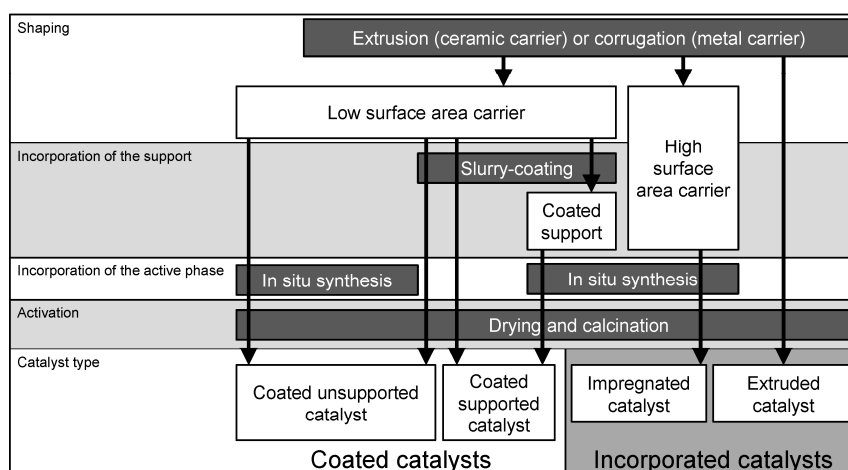 Shaping
Extrusion (ceramic carrier) or corrugation (metal carrier)
Low surface area carrier
High
surface
area carrier
Incorporation of the support
Slurry-coating
Coated
support
Incorporation of the active phase
In situ synthesis
In situ synthesis
Activation
Drying and calcination
Catalyst type
Coated unsupported
catalyst
Coated
supported
catalyst
Impregnated
catalyst
Extruded
catalyst
Coated catalysts
Incorporated catalysts